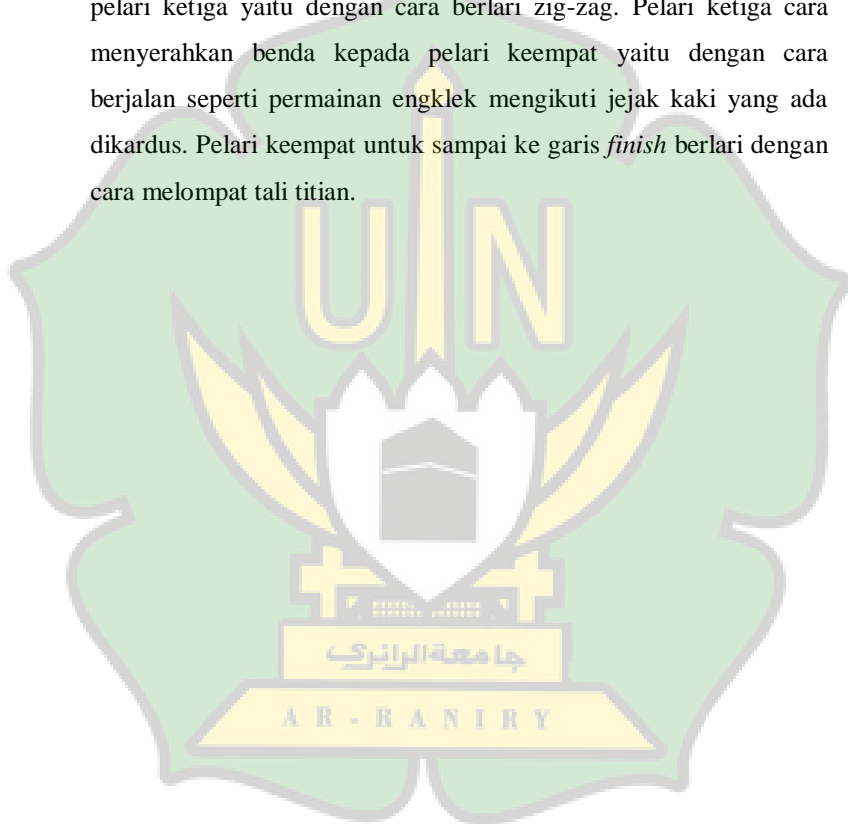 pelari ketiga yaitu dengan cara berlari zig-zag. Pelari ketiga cara
menyerahkan benda kepada pelari keempat yaitu dengan cara
berjalan seperti permainan engklek mengikuti jejak kaki yang ada
dikardus. Pelari keempat untuk sampai ke garis finish berlari dengan
cara melompat tali titian.
UIN
جامعة الرانري
AR-RANIRY